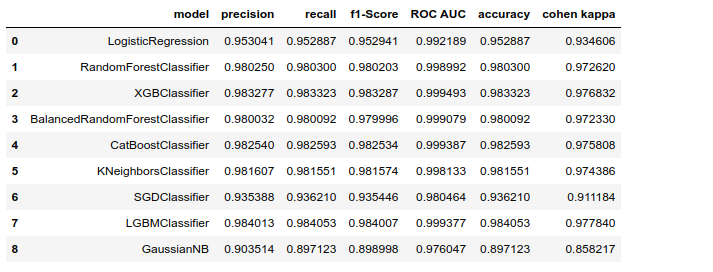 model precision recall f1-Score ROC AUC accuracy cohen kappa
0 LogisticRegression 0.953041 0.952887 0.952941 0.992189 0.952887 0.934606
1 RandomForestClassifier 0.980250 0.980300 0.980203 0.998992 0.980300 0.972620
2 XGBClassifier 0.983277 0.983323 0.983287 0.999493 0.983323 0.976832
3 BalancedRandomForestClassifier 0.980032 0.980092 0.979996 0.999079 0.980092 0.972330
4 CatBoostClassifier 0.982540 0.982593 0.982534 0.999387 0.982593 0.975808
5 KNeighborsClassifier 0.981607 0.981551 0.981574 0.998133 0.981551 0.974386
6 SGDClassifier 0.935388 0.936210 0.935446 0.980464 0.936210 0.911184
7 LGBMClassifier 0.984013 0.984053 0.984007 0.999377 0.984053 0.977840
8 GaussianNB 0.903514 0.897123 0.898998 0.976047 0.897123 0.858217